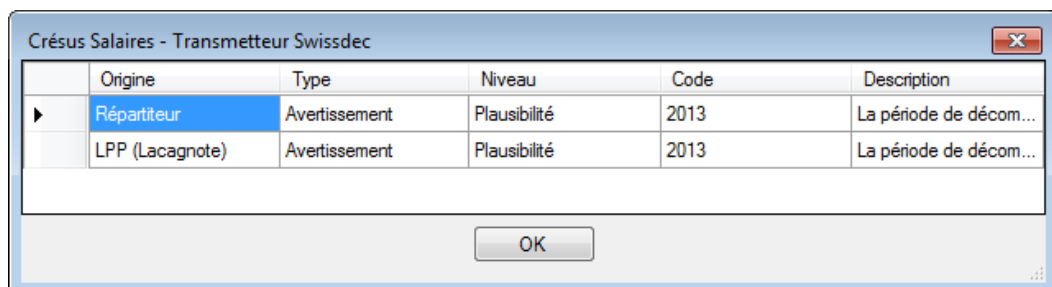 Crésus Salaires - Transmetteur Swissdec
Origine Type Niveau Code Description
Répartiteur Avertissement Plausibilité 2013 La période de décom...
LPP (Lacagnote) Avertissement Plausibilité 2013 La période de décom...
OK